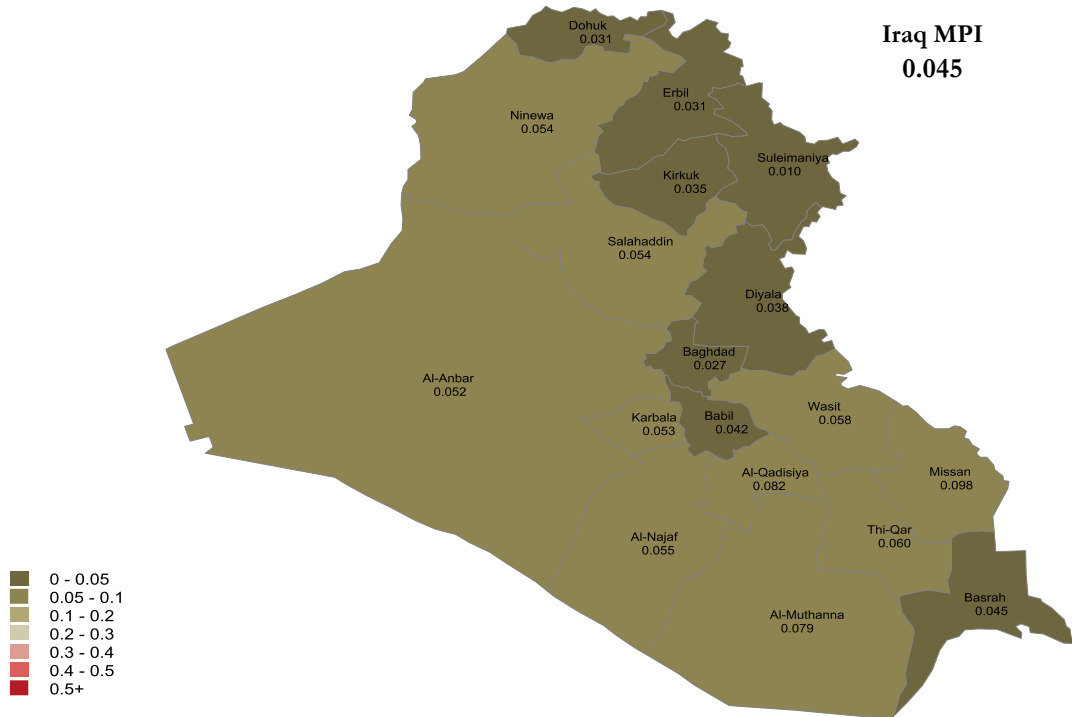 Iraq MPI
0.045
Dohuk
0.031
Erbil
0.031
Ninewa
0.054
Suleimaniya
0.010
Kirkuk
0.035
Salahaddin
0.054
Diyala
0.038
Baghdad
0.027
Al-Anbar
0.052
Karbala
0.053
Babil
0.042
Wasit
0.058
Al-Qadisiya
0.082
Missan
0.098
Al-Najaf
0.055
Thi-Qar
0.060
Al-Muthanna
0.079
Basrah
0.045
0 - 0.05
0.05 - 0.1
0.1 - 0.2
0.2 - 0.3
0.3 - 0.4
0.4 - 0.5
0.5+